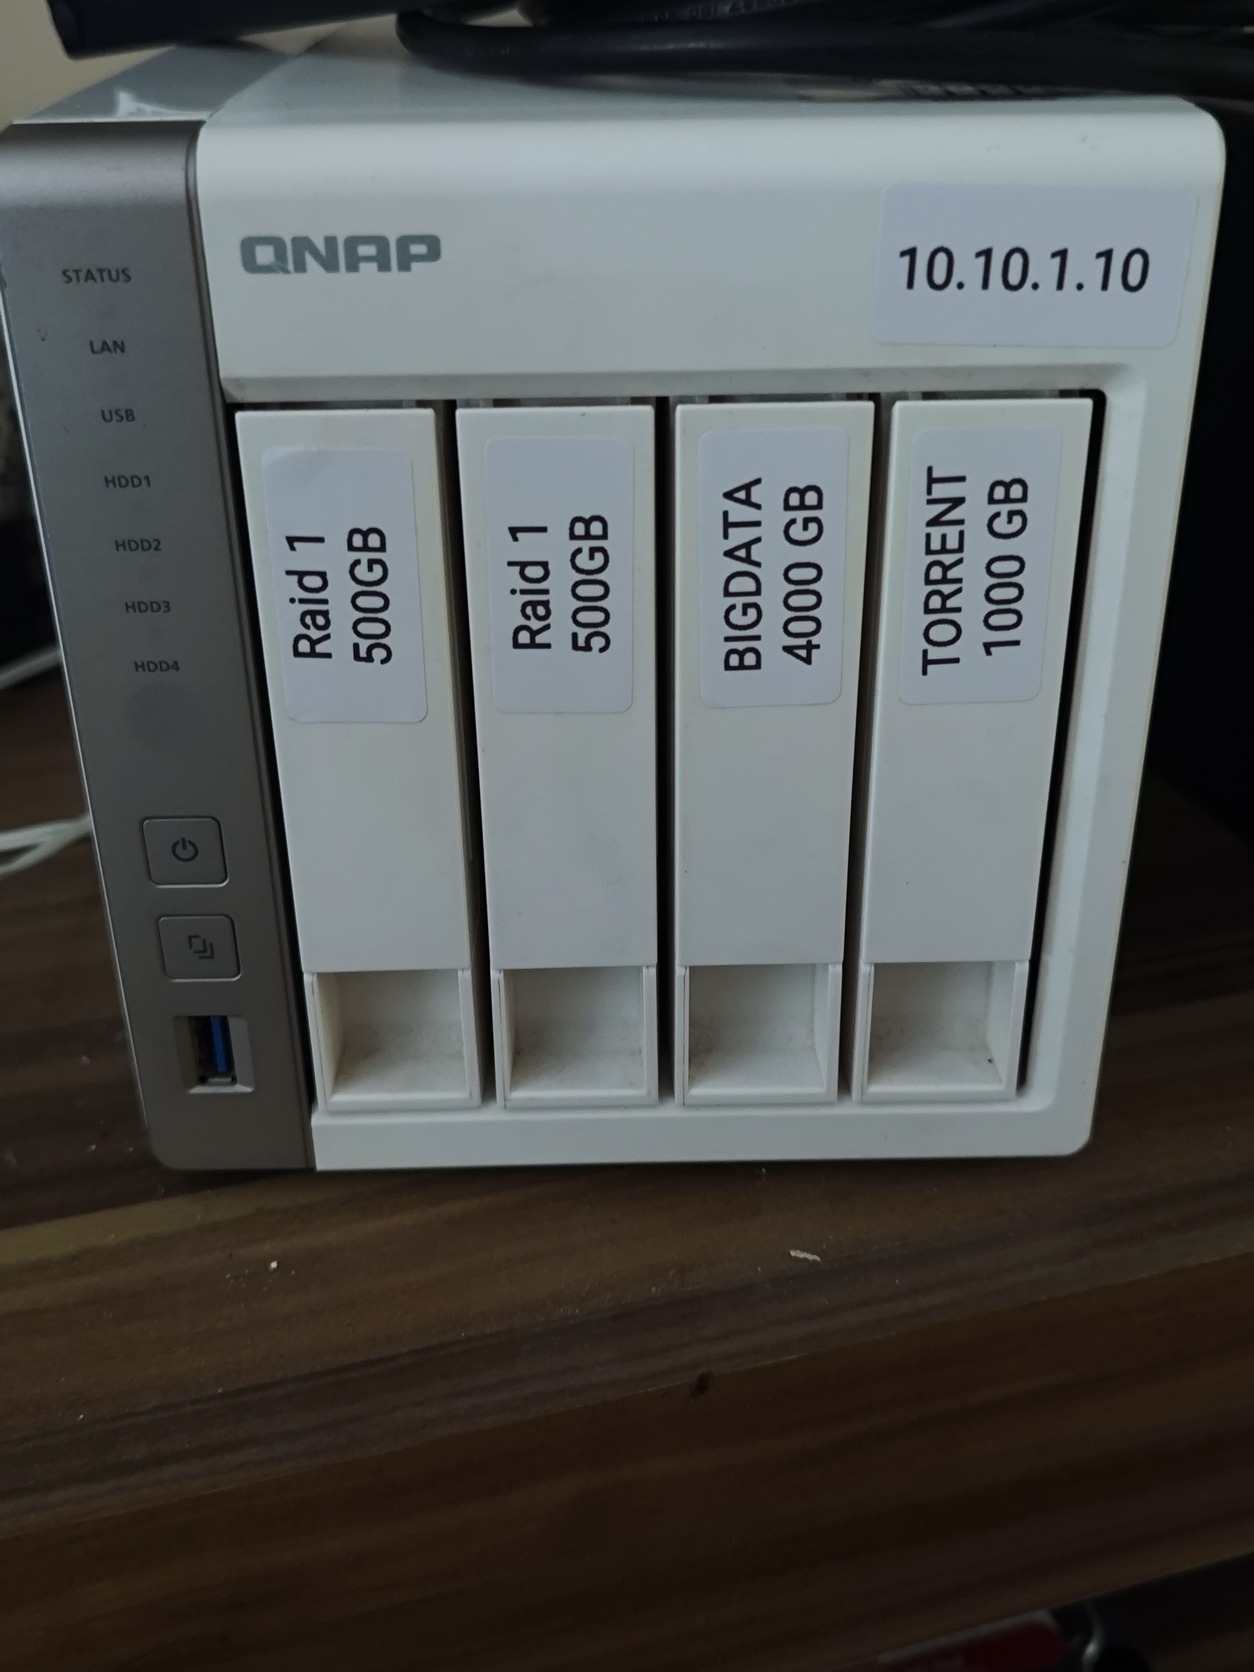 QNAP
10.10.1.10
STATUS
LAN
USB
HDD1
HDD2
HDD3
HDD4
Raid 1
500GB
Raid 1
500GB
BIGDATA
4000 GB
TORRENT
1000 GB